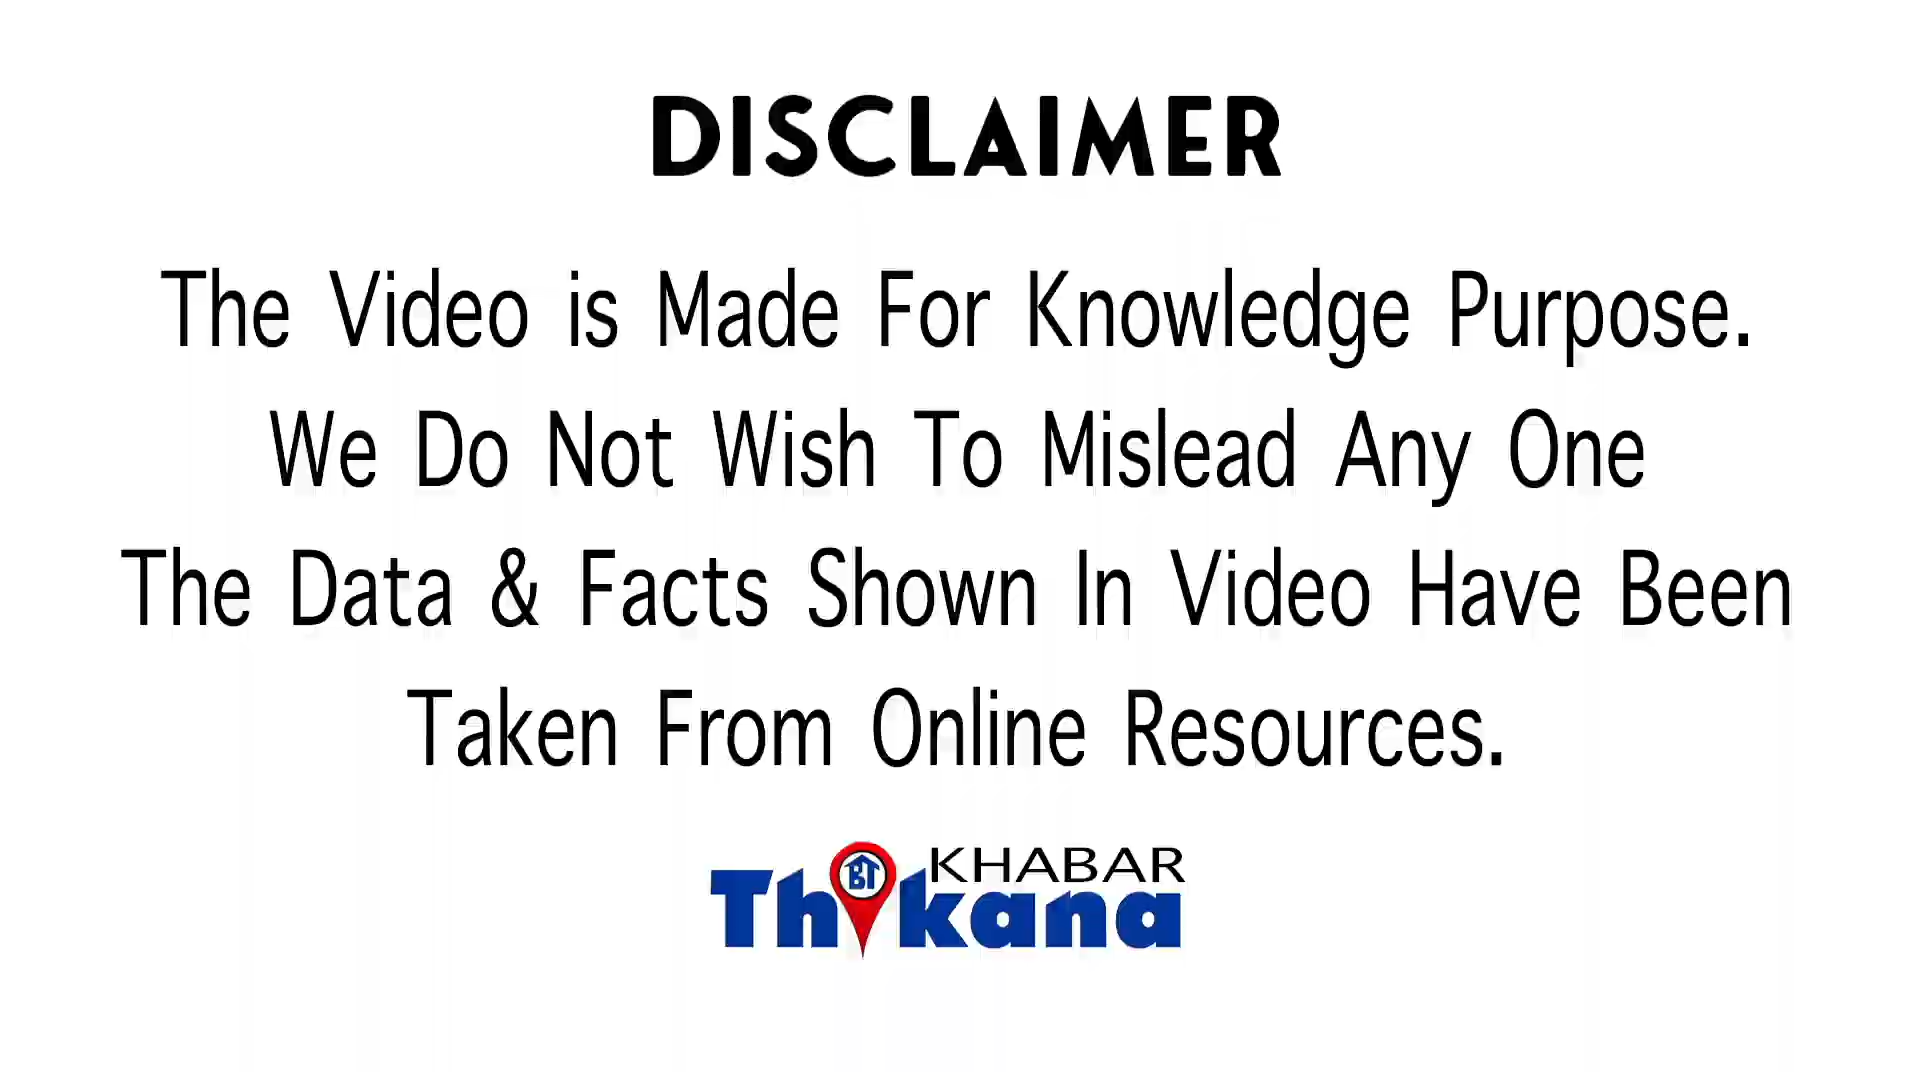 DISCLAIMER
The Video is Made For Knowledge Purpose.
We Do Not Wish To Mislead Any One
The Data & Facts Shown In Video Have Been
Taken From Online Resources.
KHABAR
Thikana
BT